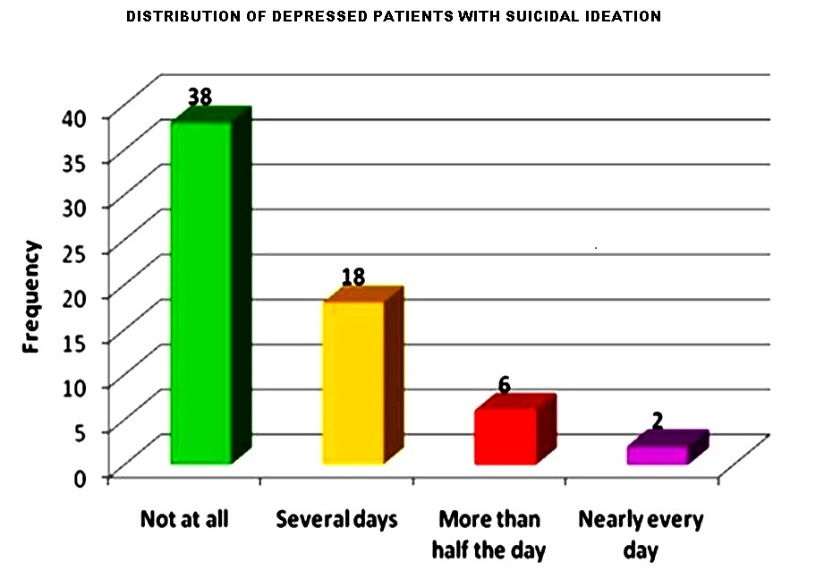 DISTRIBUTION OF DEPRESSED PATIENTS WITH SUICIDAL IDEATION
Frequency
40
35
30
25
20
15
10
5
0
38
18
6
2
Not at all
Several days
More than
half the day
Nearly every
day